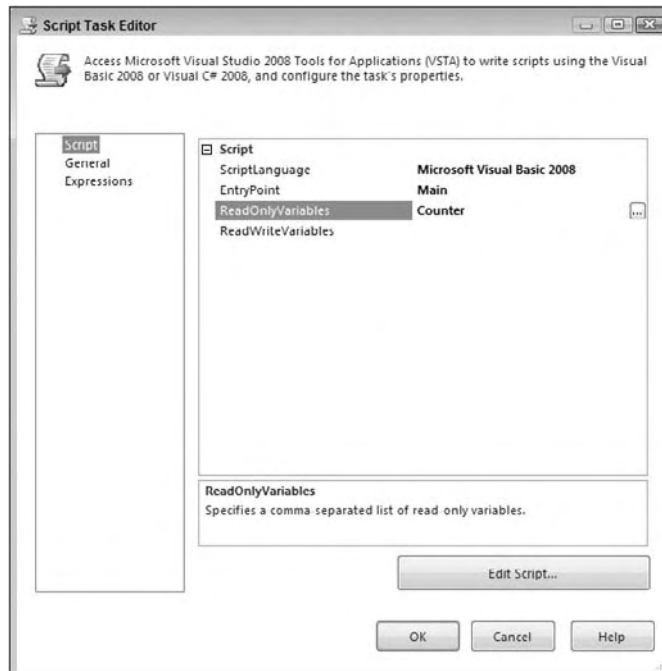 Script Task Editor
Access Microsoft Visual Studio 2008 Tools for Applications (VSTA) to write scripts using the Visual
Basic 2008 or Visual C# 2008, and configure the task's properties.
Script
General
Expressions
Script
ScriptLanguage Microsoft Visual Basic 2008
EntryPoint Main
ReadOnlyVariables Counter ...
ReadWriteVariables
ReadOnlyVariables
Specifies a comma separated list of read only variables.
Edit Script...
OK Cancel Help